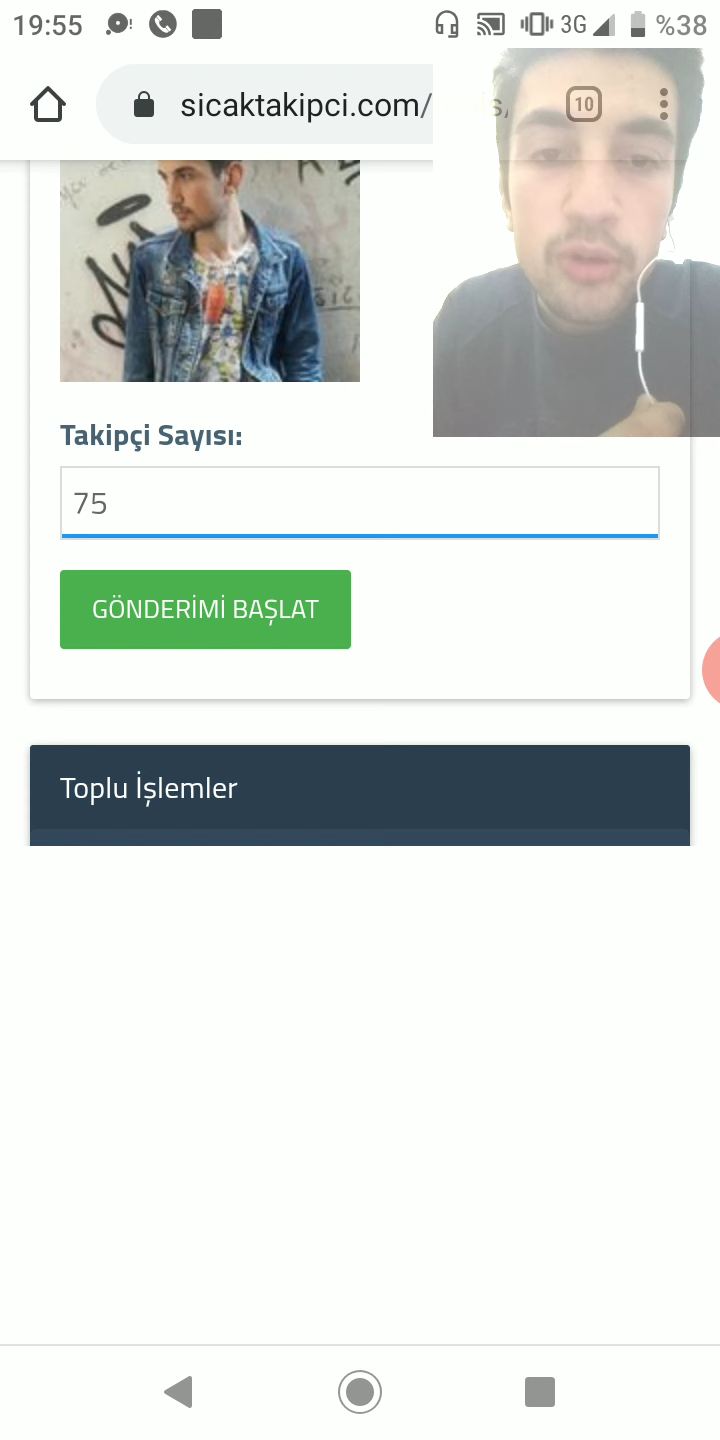 19:55 3G %38
sicaktakipci.com/
10
Takipçi Sayısı:
75
GÖNDERİMİ BAŞLAT
Toplu İşlemler